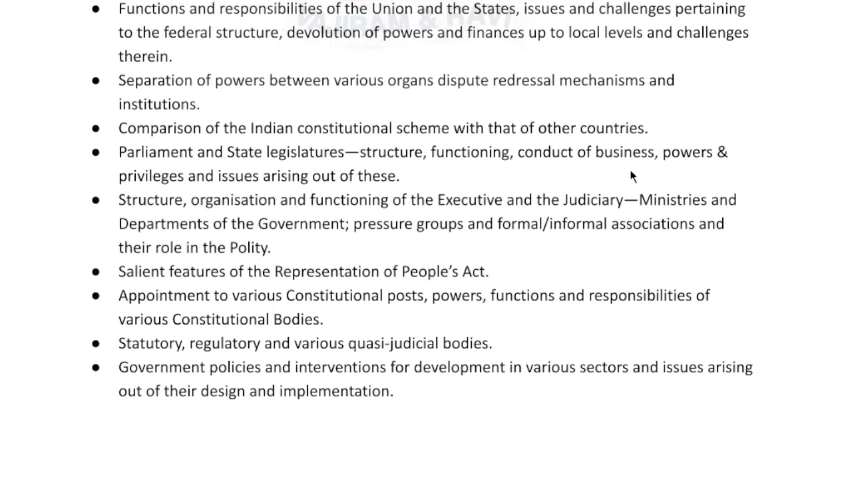 ● Functions and responsibilities of the Union and the States, issues and challenges pertaining
to the federal structure, devolution of powers and finances up to local levels and challenges
therein.
● Separation of powers between various organs dispute redressal mechanisms and
institutions.
● Comparison of the Indian constitutional scheme with that of other countries.
● Parliament and State legislatures—structure, functioning, conduct of business, powers &
privileges and issues arising out of these.
● Structure, organisation and functioning of the Executive and the Judiciary—Ministries and
Departments of the Government; pressure groups and formal/informal associations and
their role in the Polity.
● Salient features of the Representation of People’s Act.
● Appointment to various Constitutional posts, powers, functions and responsibilities of
various Constitutional Bodies.
● Statutory, regulatory and various quasi-judicial bodies.
● Government policies and interventions for development in various sectors and issues arising
out of their design and implementation.